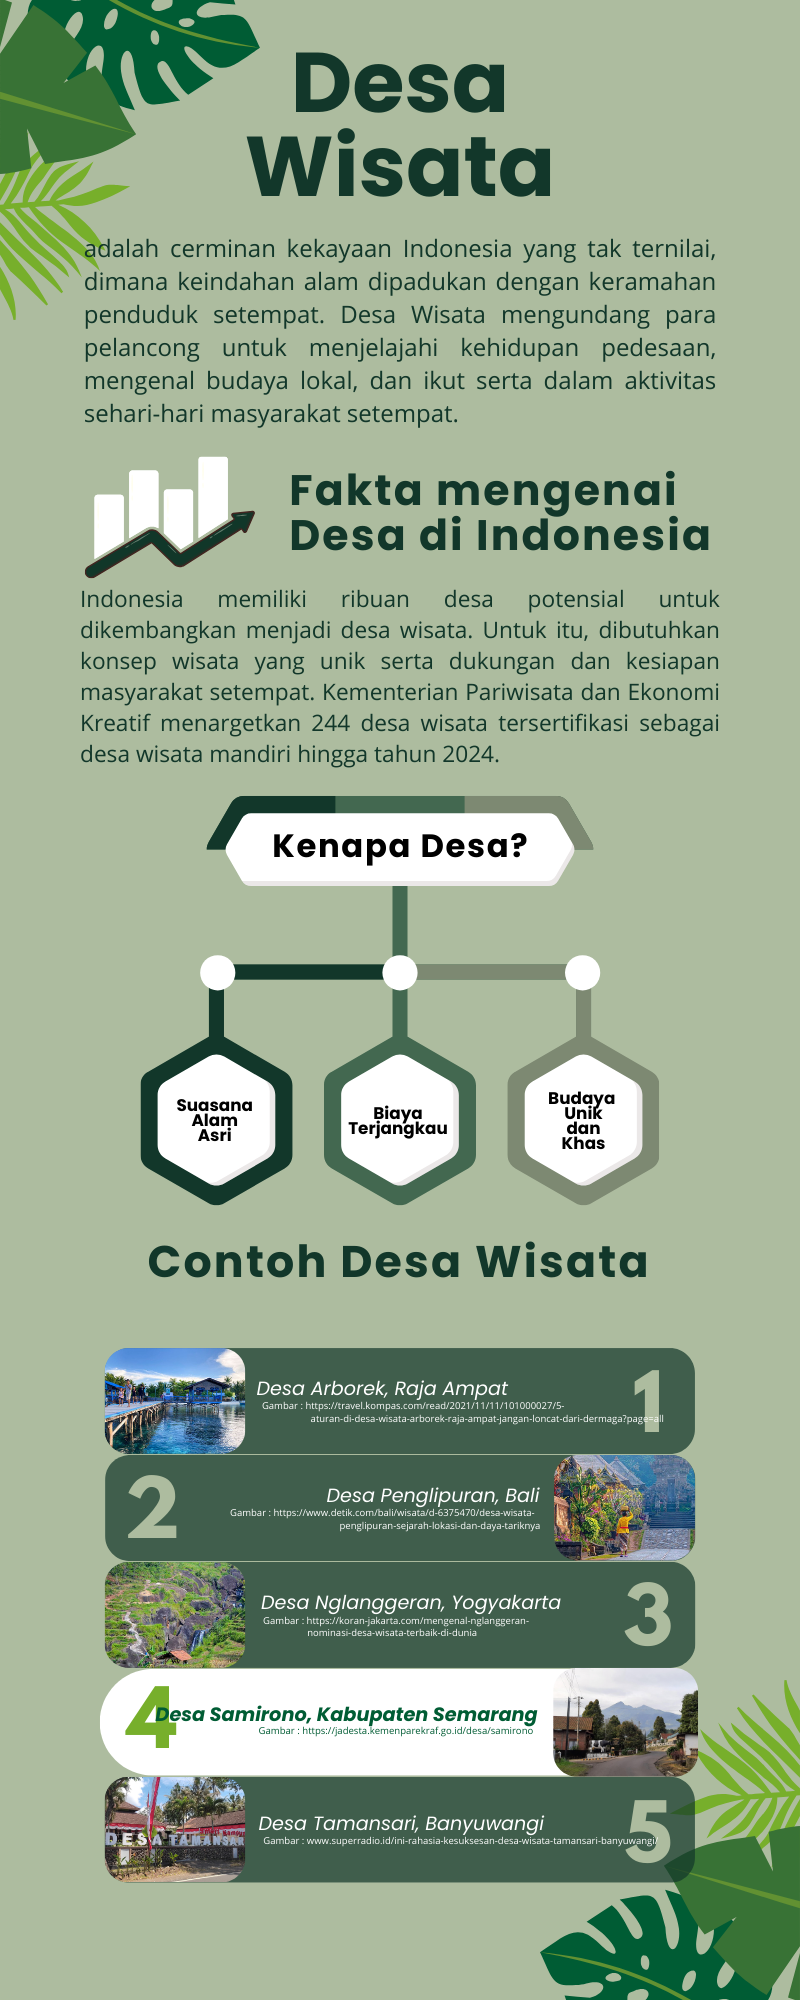 Desa
Wisata
adalah cerminan kekayaan Indonesia yang tak ternilai,
dimana keindahan alam dipadukan dengan keramahan
penduduk setempat. Desa Wisata mengundang para
pelancong untuk menjelajahi kehidupan pedesaan,
mengenal budaya lokal, dan ikut serta dalam aktivitas
sehari-hari masyarakat setempat.
Fakta mengenai
Desa di Indonesia
Indonesia memiliki ribuan desa potensial untuk
dikembangkan menjadi desa wisata. Untuk itu, dibutuhkan
konsep wisata yang unik serta dukungan dan kesiapan
masyarakat setempat. Kementerian Pariwisata dan Ekonomi
Kreatif menargetkan 244 desa wisata tersertifikasi sebagai
desa wisata mandiri hingga tahun 2024.
Kenapa Desa?
Suasana
Alam
Asri
Biaya
Terjangkau
Budaya
Unik
dan
Khas
Contoh Desa Wisata
1
Desa Arborek, Raja Ampat
Gambar : https://travel.kompas.com/read/2021/11/11/101000027/5-
aturan-di-desa-wisata-arborek-raja-ampat-jangan-loncat-dari-dermaga?page=all
2
Desa Penglipuran, Bali
Gambar : https://www.detik.com/bali/wisata/d-6375470/desa-wisata-
penglipuran-sejarah-lokasi-dan-daya-tariknya
Desa Nglanggeran, Yogyakarta
Gambar : https://koran-jakarta.com/mengenal-nglanggeran-
nominasi-desa-wisata-terbaik-di-dunia
3
4
Desa Samirono, Kabupaten Semarang
Gambar : https://jadesta.kemenparekraf.go.id/desa/samirono
DESA TAMANSARI
Desa Tamansari, Banyuwangi
Gambar : www.superradio.id/ini-rahasia-kesuksesan-desa-wisata-tamansari-banyuwangi/
5